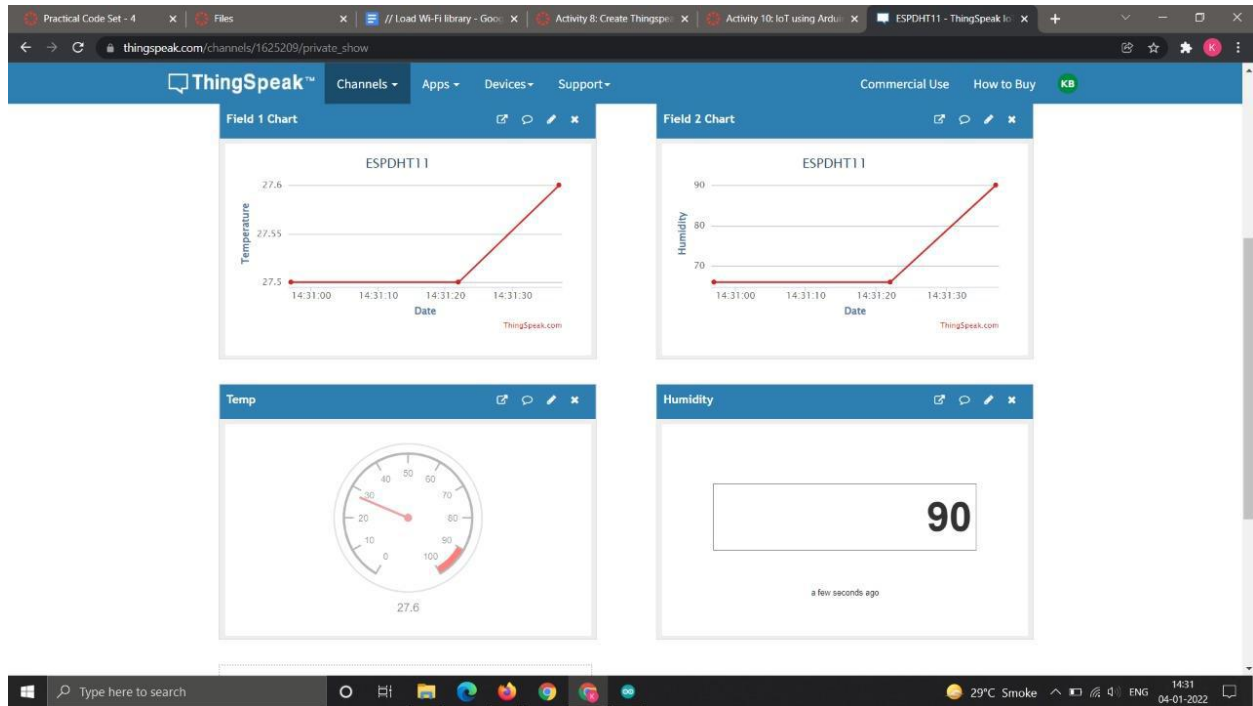 Practical Code Set - 4
Files
// Load Wi-Fi library - Goog
Activity 8: Create Thingspea
Activity 10: IoT using Ardui
ESPDHT11 - ThingSpeak Io
thingspeak.com/channels/1625209/private_show
K
ThingSpeak™
Channels
Apps
Devices
Support
Commercial Use
How to Buy
KB
Field 1 Chart
ESPDHT11
27.6
27.55
27.5
Temperature
14:31:00 14:31:10 14:31:20 14:31:30
Date
ThingSpeak.com
Field 2 Chart
ESPDHT11
90
80
70
Humidity
14:31:00 14:31:10 14:31:20 14:31:30
Date
ThingSpeak.com
Temp
0
10
20
30
40
50
60
70
80
90
100
27.6
Humidity
90
a few seconds ago
Type here to search
29°C Smoke
ENG
14:31
04-01-2022